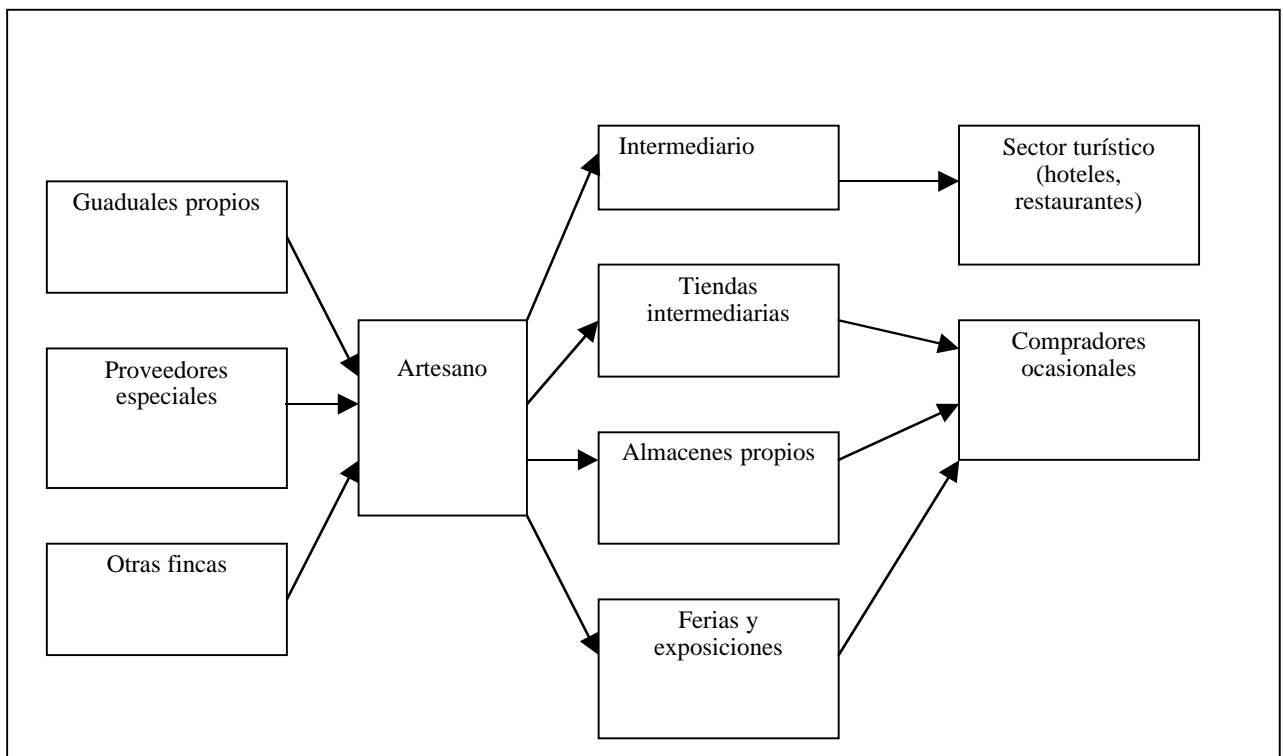 Guaduales propios
Proveedores
especiales
Otras fincas
Artesano
Intermediario
Tiendas
intermediarias
Almacenes propios
Ferias y
exposiciones
Sector turístico
(hoteles,
restaurantes)
Compradores
ocasionales